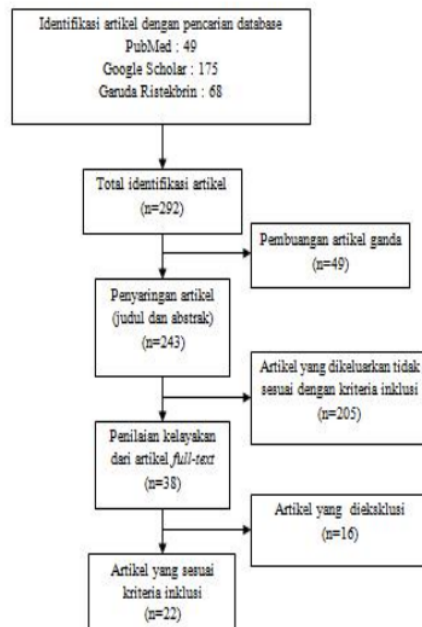 Identifikasi artikel dengan pencarian database
PubMed : 49
Google Scholar : 175
Garuda Ristekbrin : 68
Total identifikasi artikel
(n=292)
Pembuangan artikel ganda
(n=49)
Penyaringan artikel
(judul dan abstrak)
(n=243)
Artikel yang dikeluarkan tidak
sesuai dengan kriteria inklusi
(n=205)
Penilaian kelayakan
dari artikel full-text
(n=38)
Artikel yang dieksklusi
(n=16)
Artikel yang sesuai
kriteria inklusi
(n=22)